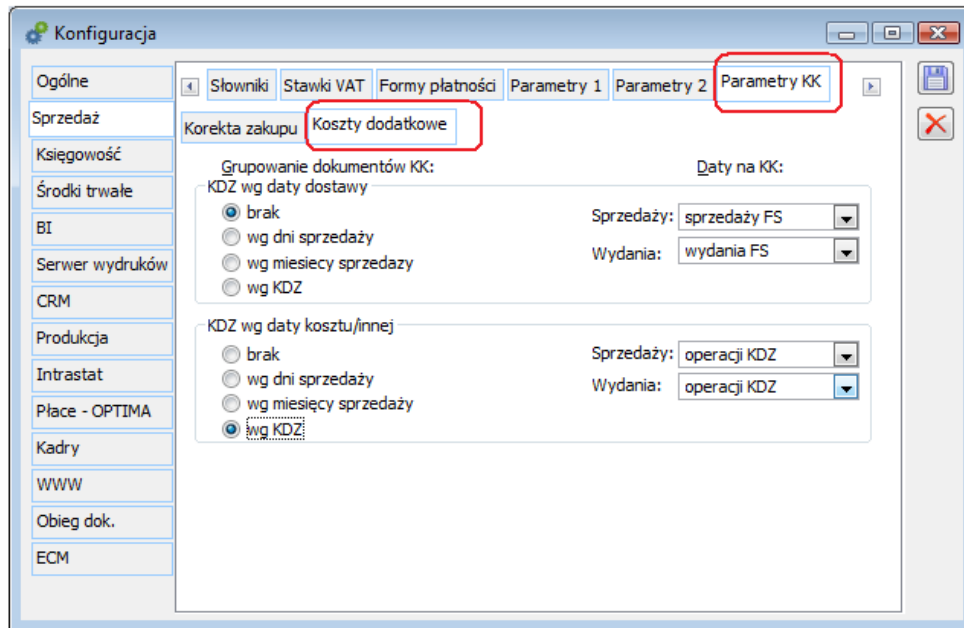 Konfiguracja
Ogólne
Sprzedaż
Księgowość
Środki trwałe
BI
Serwer wydruków
CRM
Produkcja
Intrastat
Płace - OPTIMA
Kadry
WWW
Obieg dok.
ECM
Słowniki Stawki VAT Formy płatności Parametry 1 Parametry 2 Parametry KK
Korekta zakupu Koszty dodatkowe
Grupowanie dokumentów KK: Daty na KK:
KDZ wg daty dostawy
brak Sprzedaży: sprzedaży FS
wg dni sprzedaży
Wydania: wydania FS
wg miesiecy sprzedazy
wg KDZ
KDZ wg daty kosztu/innej
brak Sprzedaży: operacji KDZ
wg dni sprzedaży Wydania: operacji KDZ
wg miesięcy sprzedaży
wg KDZ